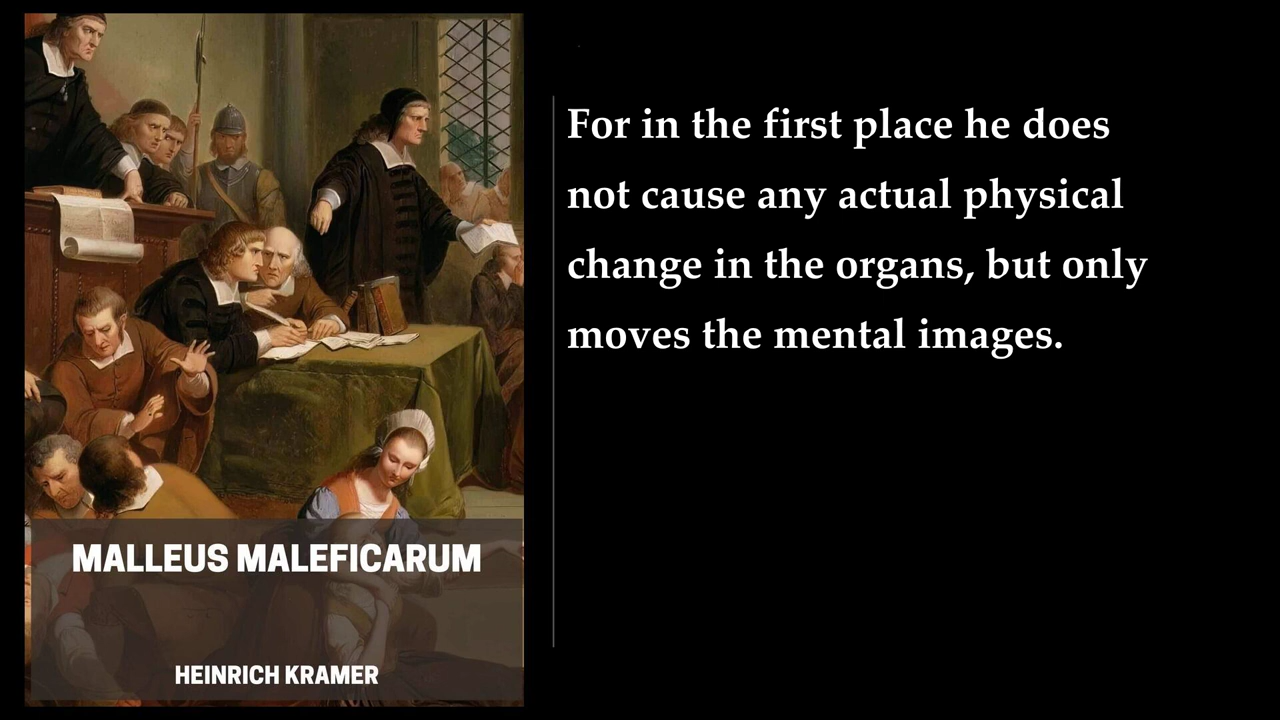 For in the first place he does
not cause any actual physical
change in the organs, but only
moves the mental images.
MALLEUS MALEFICARUM
HEINRICH KRAMER